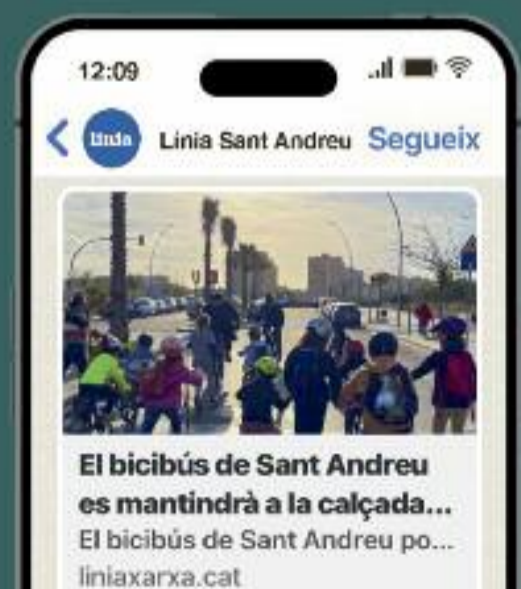 12:09
línia Línia Sant Andreu Segueix
El bicibús de Sant Andreu
es mantindrà a la calçada...
El bicibús de Sant Andreu po...
liniaxarxa.cat